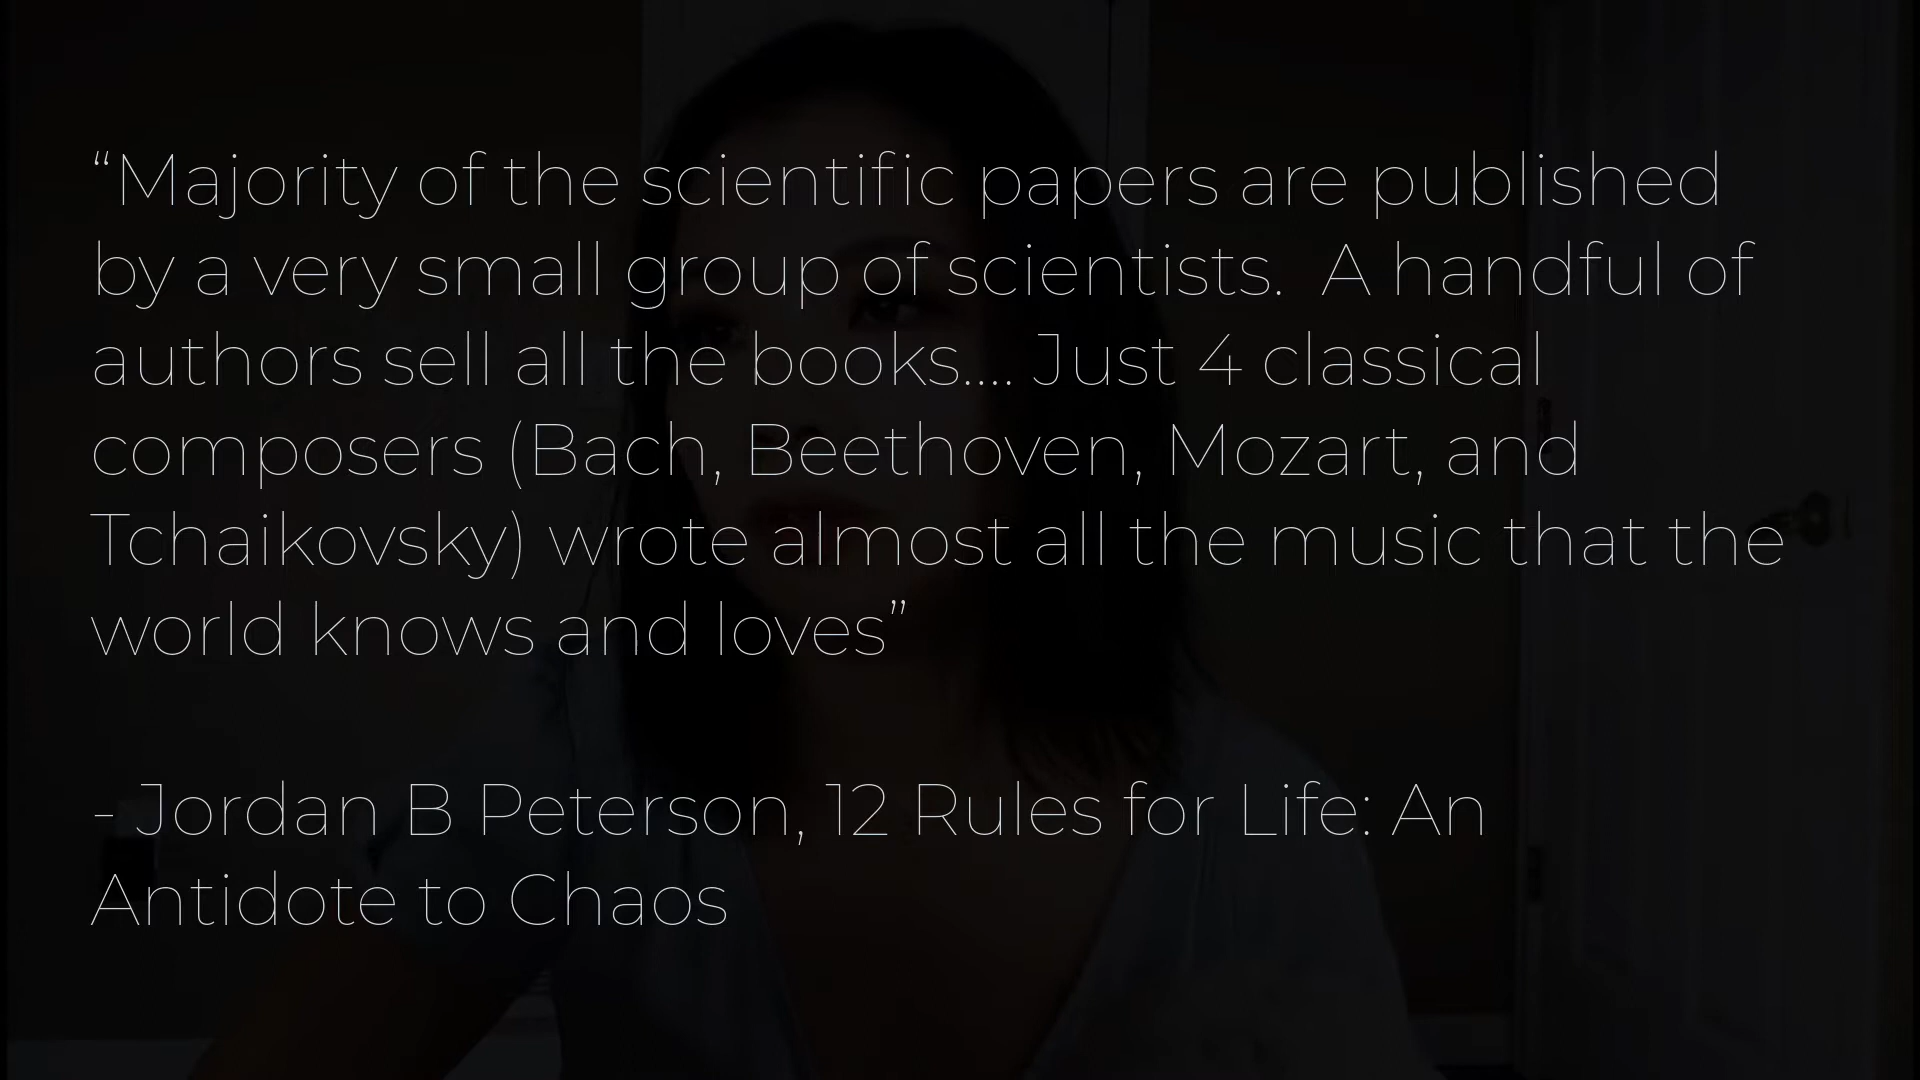 “Majority of the scientific papers are published
by a very small group of scientists.  A handful of
authors sell all the books.... Just 4 classical
composers (Bach, Beethoven, Mozart, and
Tchaikovsky) wrote almost all the music that the
world knows and loves”
- Jordan B Peterson, 12 Rules for Life: An
Antidote to Chaos